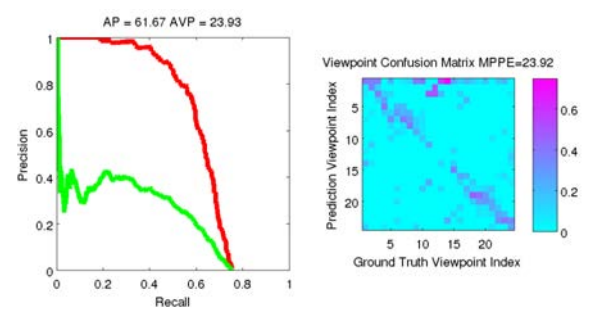 AP = 61.67 AVP = 23.93
1
0.8
0.6
0.4
0.2
0
0 0.2 0.4 0.6 0.8 1
Precision
Recall
Viewpoint Confusion Matrix MPPE=23.92
5
10
15
20
5 10 15 20
Prediction Viewpoint Index
Ground Truth Viewpoint Index
0.6
0.4
0.2
0